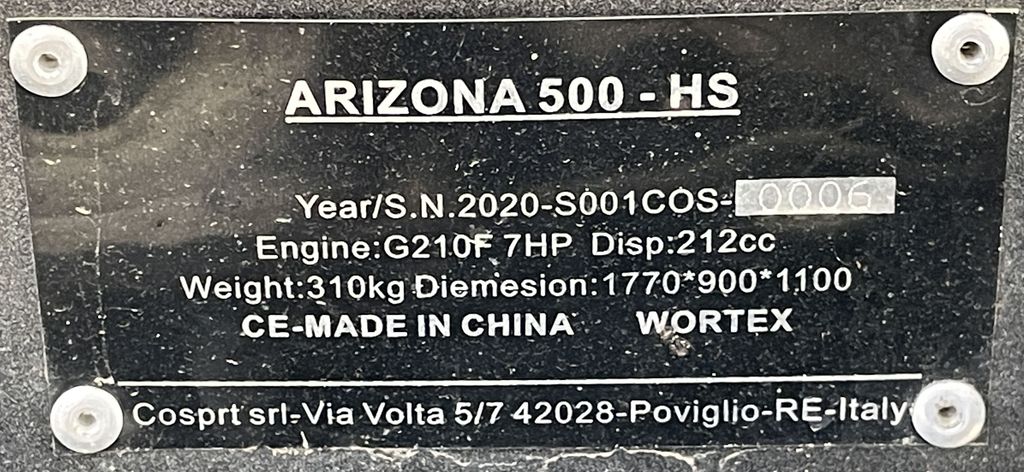 ARIZONA 500 - HS
Year/S.N.2020-S001COS-0006
Engine:G210F 7HP Disp:212cc
Weight:310kg Diemesion:1770*900*1100
CE-MADE IN CHINA WORTEX
Cosprt srl-Via Volta 5/7 42028-Poviglio-RE-Italy